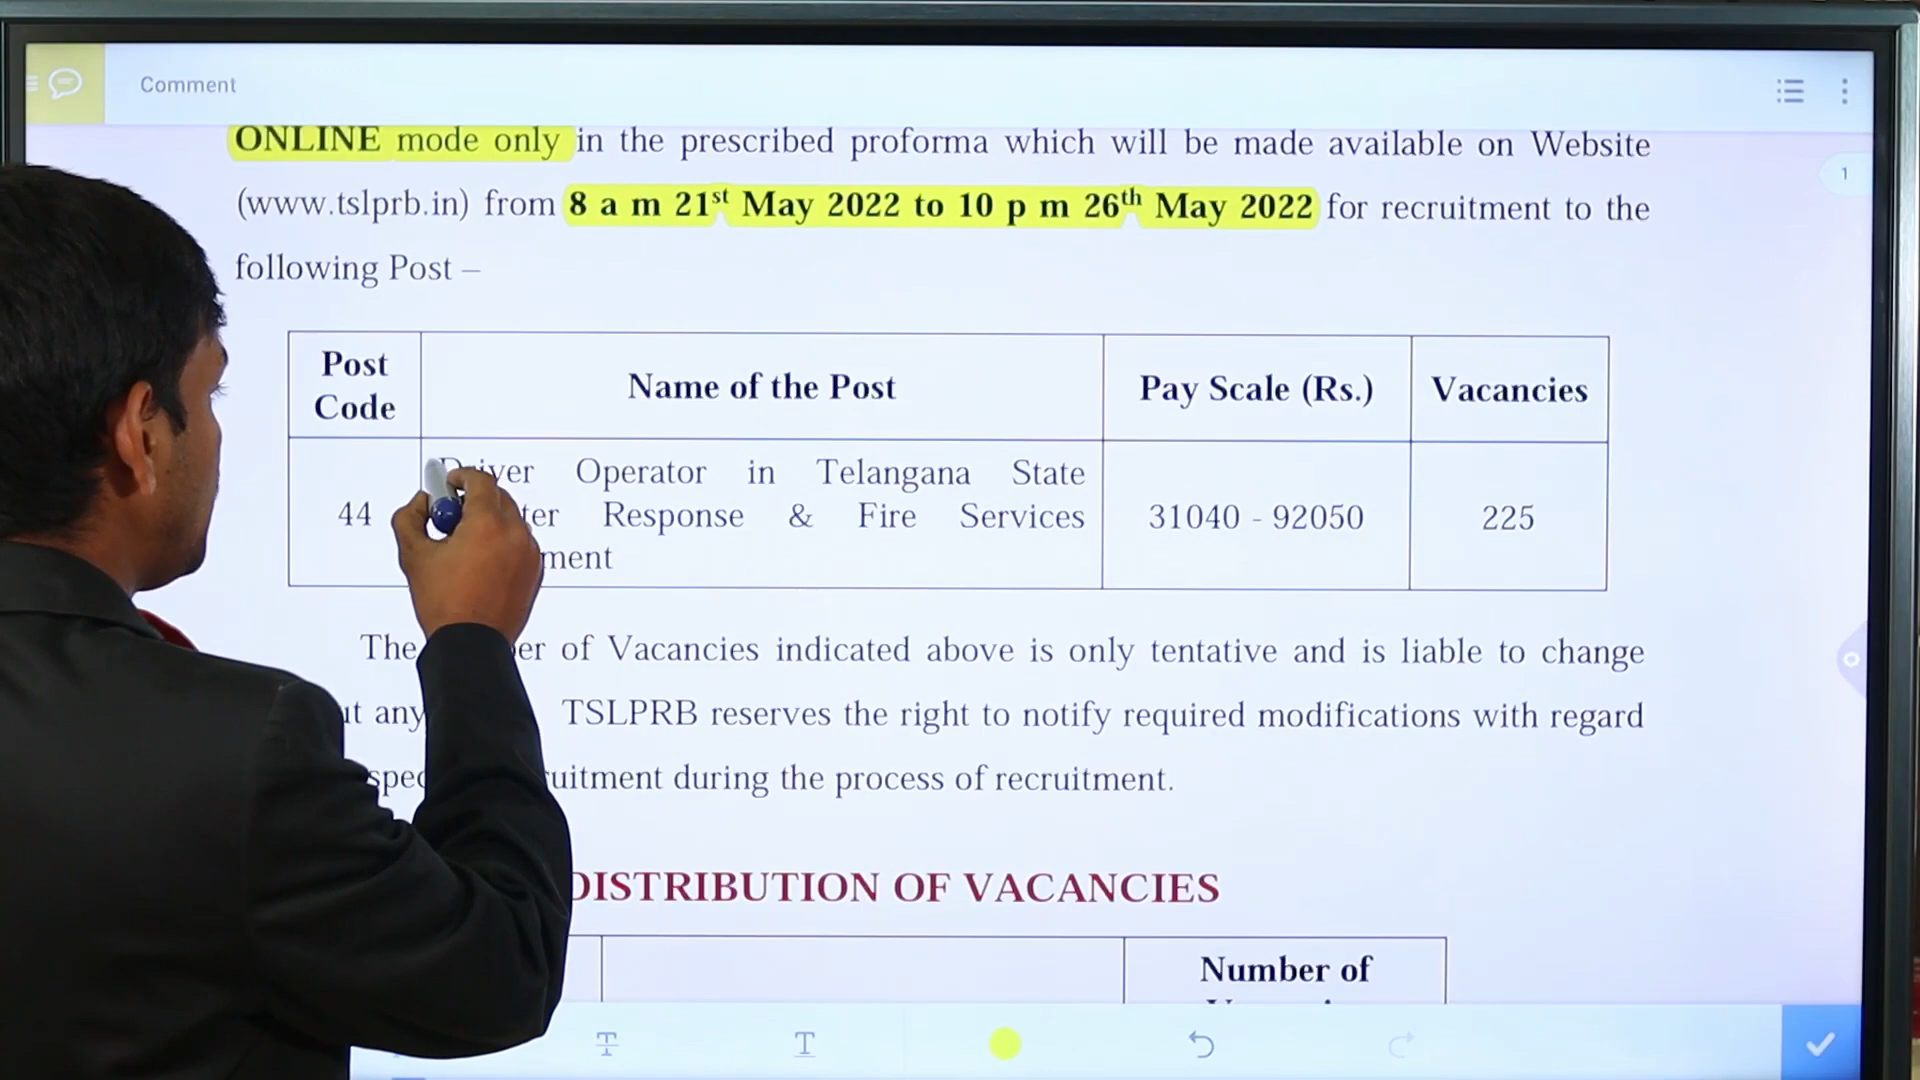 Comment
ONLINE mode only in the prescribed proforma which will be made available on Website
1
(www.tslprb.in) from 8 a m 21st May 2022 to 10 p m 26th May 2022 for recruitment to the
following Post –
Post Code
Name of the Post
Pay Scale (Rs.)
Vacancies
44
Driver Operator in Telangana State
Response & Fire Services
31040 - 92050
225
The of Vacancies indicated above is only tentative and is liable to change
any TSLPRB reserves the right to notify required modifications with regard
during the process of recruitment.
DISTRIBUTION OF VACANCIES
Number of